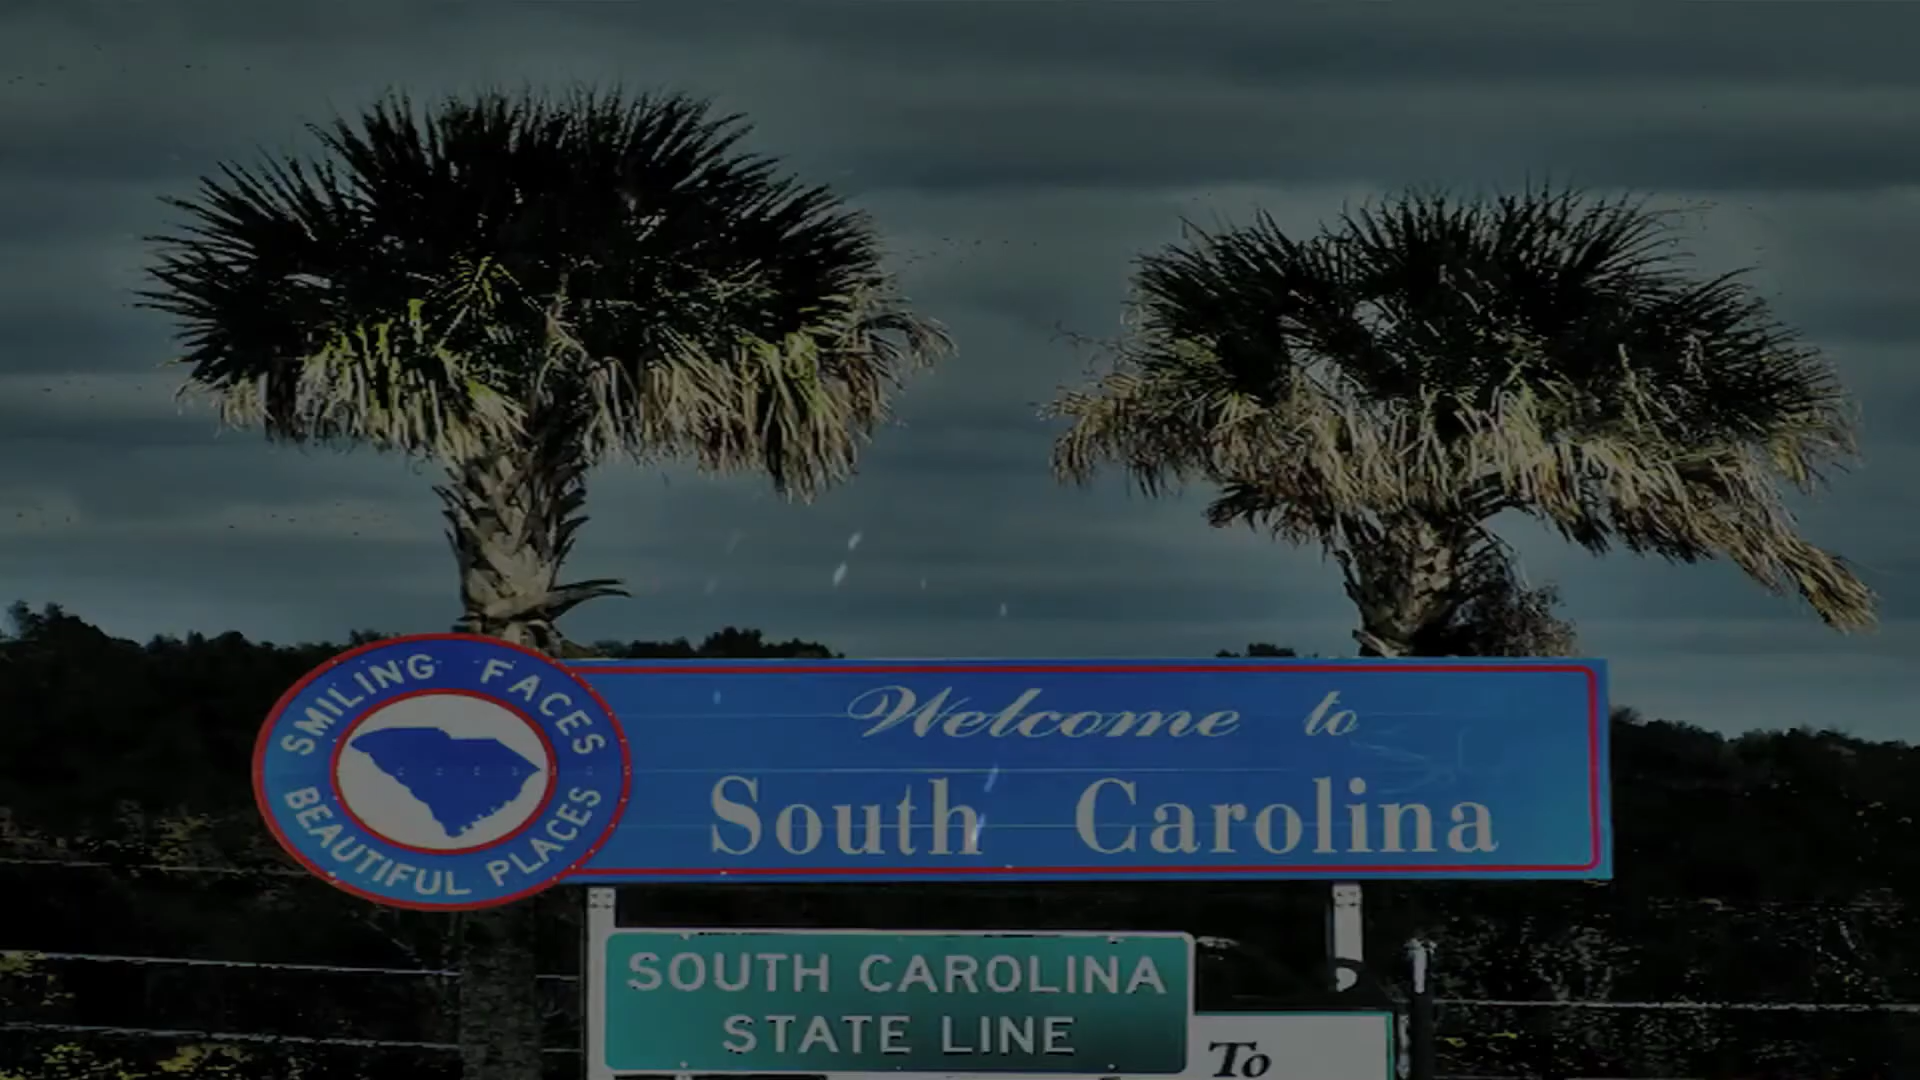 SMILING FACES
BEAUTIFUL PLACES
Welcome to
South Carolina
SOUTH CAROLINA
STATE LINE
To